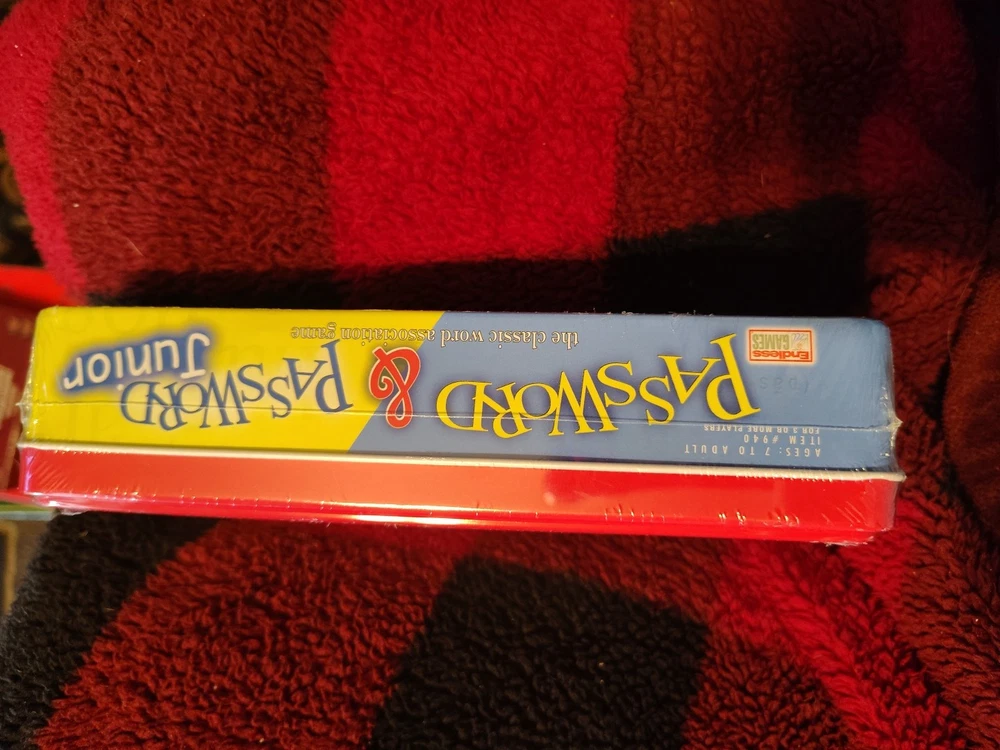 the classic word association game
PASSWORD & PASSWORD
Junior
Endless
GAMES
AGES: 7 TO ADULT
ITEM #940
FOR 3 OR MORE PLAYERS